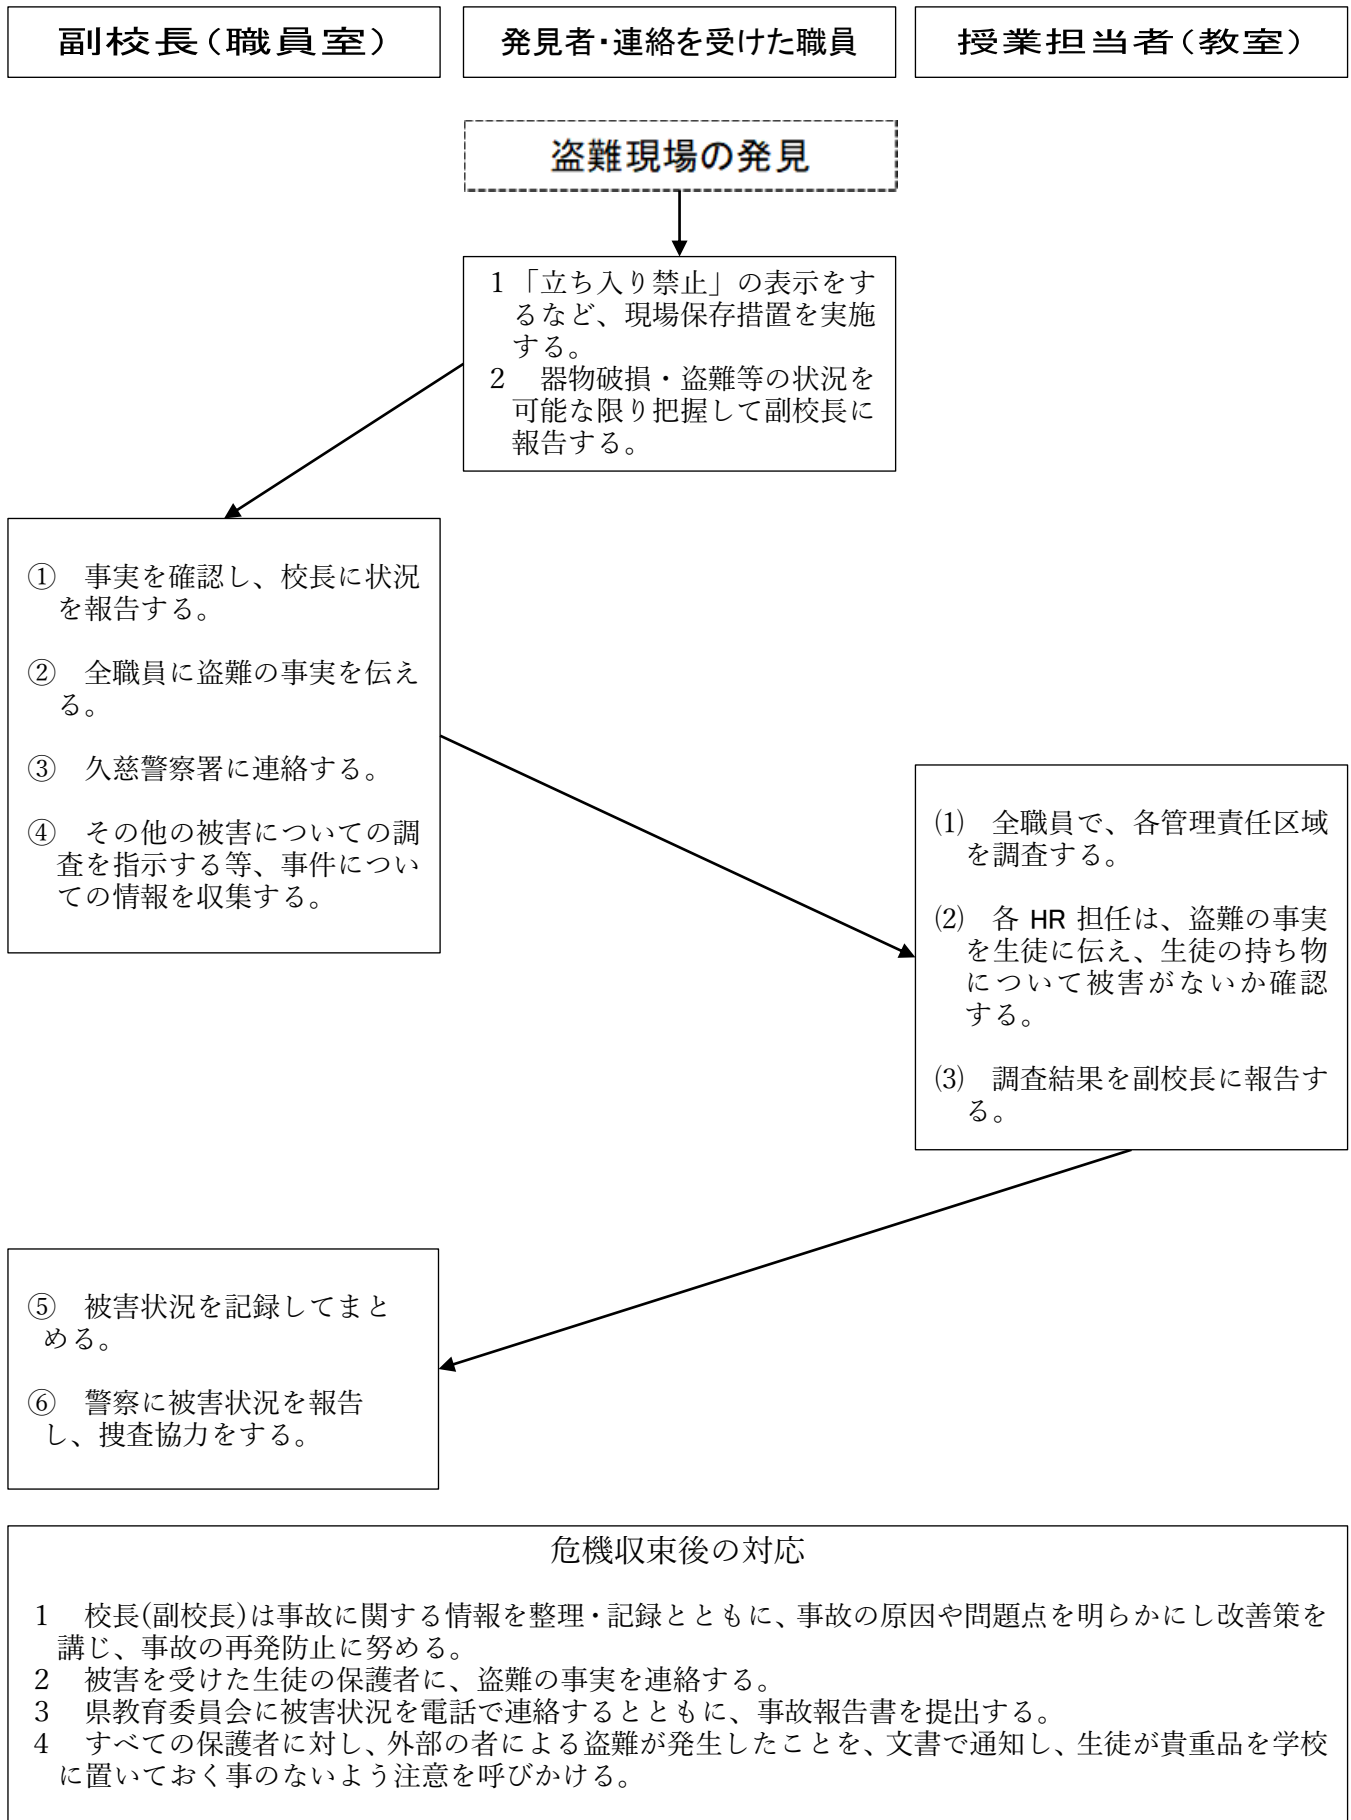 副校長(職員室)
発見者・連絡を受けた職員
授業担当者(教室)
盗難現場の発見
1 「立ち入り禁止」の表示をす
るなど、現場保存措置を実施
する。
2　器物破損・盗難等の状況を
可能な限り把握して副校長に
報告する。
①　事実を確認し、校長に状況
を報告する。
②　全職員に盗難の事実を伝え
る。
③　久慈警察署に連絡する。
④　その他の被害についての調
査を指示する等、事件につい
ての情報を収集する。
⑴　全職員で、各管理責任区域
を調査する。
⑵　各 HR 担任は、盗難の事実
を生徒に伝え、生徒の持ち物
について被害がないか確認
する。
⑶　調査結果を副校長に報告す
る。
⑤　被害状況を記録してまと
める。
⑥　警察に被害状況を報告
し、捜査協力をする。
危機収束後の対応
1　校長(副校長)は事故に関する情報を整理・記録とともに、事故の原因や問題点を明らかにし改善策を
講じ、事故の再発防止に努める。
2　被害を受けた生徒の保護者に、盗難の事実を連絡する。
3　県教育委員会に被害状況を電話で連絡するとともに、事故報告書を提出する。
4　すべての保護者に対し、外部の者による盗難が発生したことを、文書で通知し、生徒が貴重品を学校
に置いておく事のないよう注意を呼びかける。